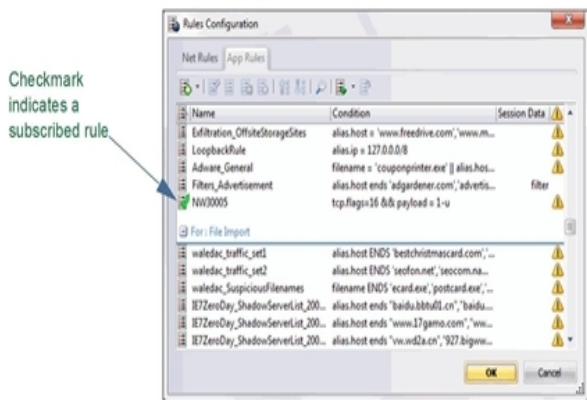 Rules Configuration
Net Rules App Rules
Checkmark
indicates a
subscribed rule
Name Condition Session Data
Exfiltration_OffsiteStorageSites alias.host = 'www.freedrive.com','www.m...
LoopbackRule alias.ip = 127.0.0.0/8
Adware_General filename = 'couponprinter.exe' || alias.hos...
Filters_Advertisement alias.host ends 'adgardener.com','advertis... filter
NW30005 tcp.flags=16 && payload = 1-u
For : File Import
waledac_traffic_set1 alias.host ENDS 'bestchristmascard.com','...
waledac_traffic_set2 alias.host ENDS 'seofon.net','seocom.na...
waledac_SuspiciousFilenames filename ENDS 'ecard.exe','postcard.exe','...
IE7ZeroDay_ShadowServerList_200... alias.host ends "baidu.bbtu01.cn","baidu....
IE7ZeroDay_ShadowServerList_200... alias.host ends "www.17gamo.com","ww...
IE7ZeroDay_ShadowServerList_200... alias.host ends "vw.wd2a.cn","927.bigww...
OK Cancel